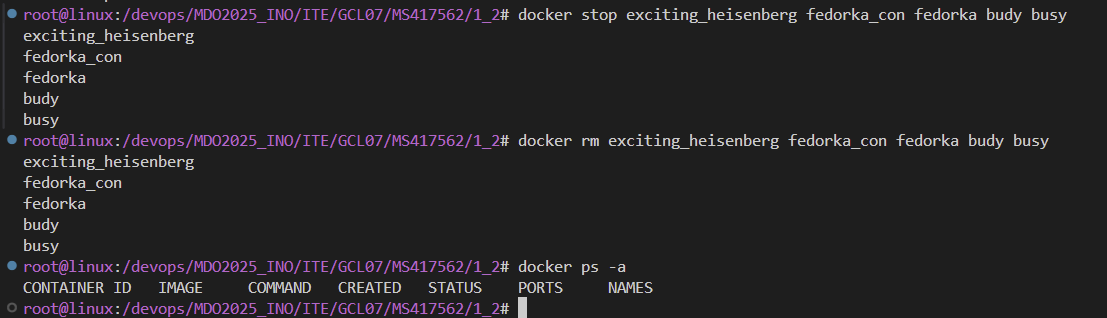 root@linux:/devops/MDO2025_INO/ITE/GCL07/MS417562/1_2# docker stop exciting_heisenberg fedorka_con fedorka budy busy
exciting_heisenberg
fedorka_con
fedorka
budy
busy
root@linux:/devops/MDO2025_INO/ITE/GCL07/MS417562/1_2# docker rm exciting_heisenberg fedorka_con fedorka budy busy
exciting_heisenberg
fedorka_con
fedorka
budy
busy
root@linux:/devops/MDO2025_INO/ITE/GCL07/MS417562/1_2# docker ps -a
CONTAINER ID   IMAGE     COMMAND   CREATED   STATUS    PORTS     NAMES
root@linux:/devops/MDO2025_INO/ITE/GCL07/MS417562/1_2#